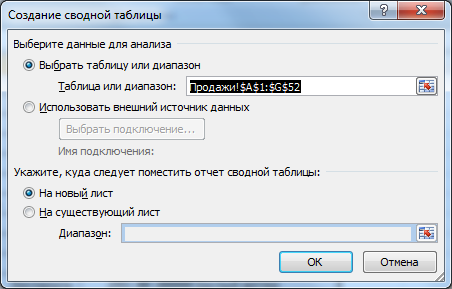 Создание сводной таблицы
Выберите данные для анализа
Выбрать таблицу или диапазон
Таблица или диапазон: Продажи!$A$1:$G$52
Использовать внешний источник данных
Выбрать подключение...
Имя подключения:
Укажите, куда следует поместить отчет сводной таблицы:
На новый лист
На существующий лист
Диапазон:
ОК Отмена